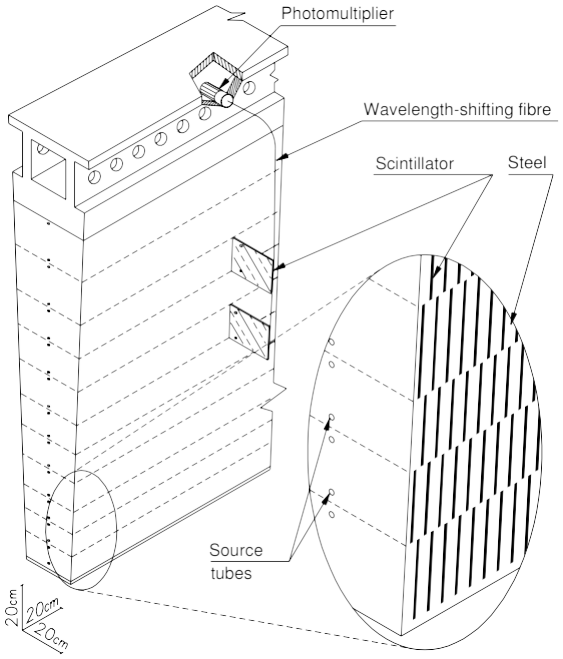 Photomultiplier
Wavelength-shifting fibre
Scintillator
Steel
Source
tubes
20cm
20cm
20cm